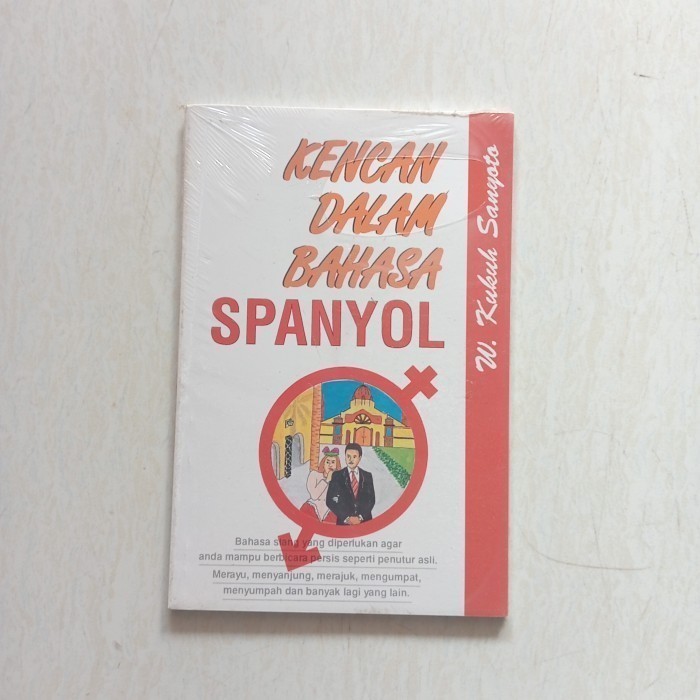 KENCAN
DALAM
BAHASA
SPANYOL
W. Kukuh Sanyoto
Bahasa slang yang diperlukan agar
anda mampu berbicara persis seperti penutur asli.
Merayu, menyanjung, merajuk, mengumpat,
menyumpah dan banyak lagi yang lain.